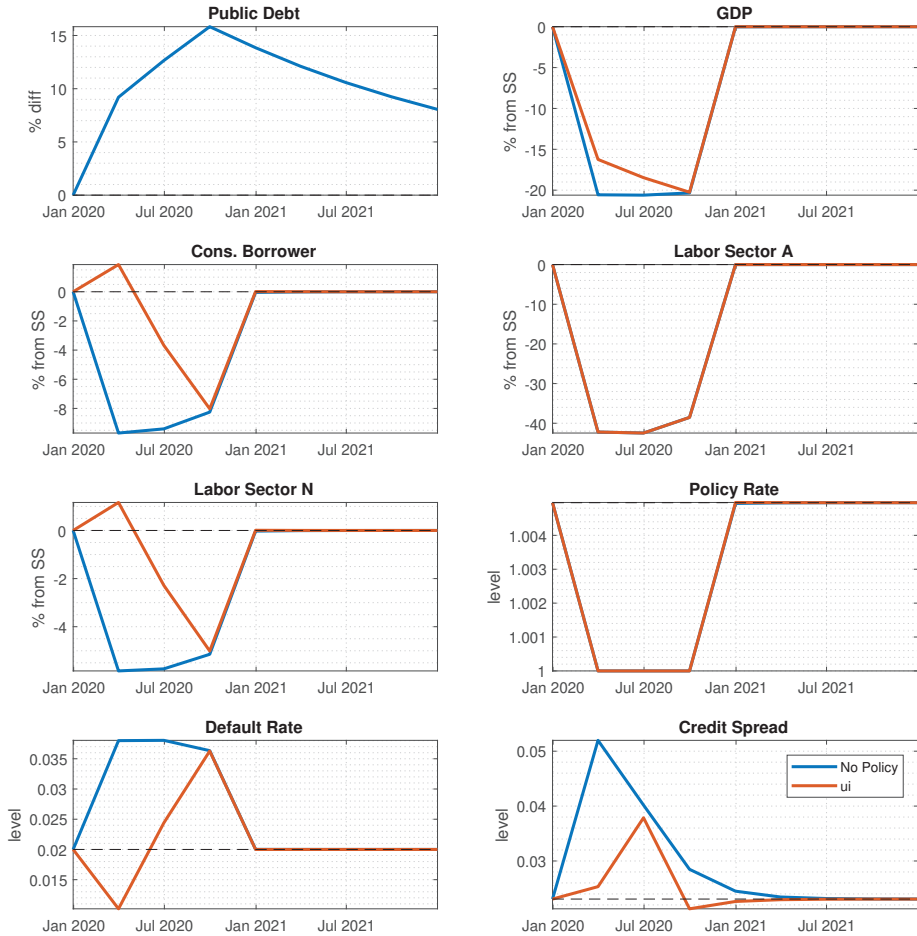 Public Debt
% diff
15
10
5
0
Jan 2020 Jul 2020 Jan 2021 Jul 2021
GDP
% from SS
0
-5
-10
-15
-20
Jan 2020 Jul 2020 Jan 2021 Jul 2021
Cons. Borrower
% from SS
0
-2
-4
-6
-8
Jan 2020 Jul 2020 Jan 2021 Jul 2021
Labor Sector A
% from SS
0
-10
-20
-30
-40
Jan 2020 Jul 2020 Jan 2021 Jul 2021
Labor Sector N
% from SS
0
-2
-4
Jan 2020 Jul 2020 Jan 2021 Jul 2021
Policy Rate
level
1.004
1.003
1.002
1.001
1
Jan 2020 Jul 2020 Jan 2021 Jul 2021
Default Rate
level
0.035
0.03
0.025
0.02
0.015
Jan 2020 Jul 2020 Jan 2021 Jul 2021
Credit Spread
level
0.05
0.04
0.03
No Policy
ui
Jan 2020 Jul 2020 Jan 2021 Jul 2021